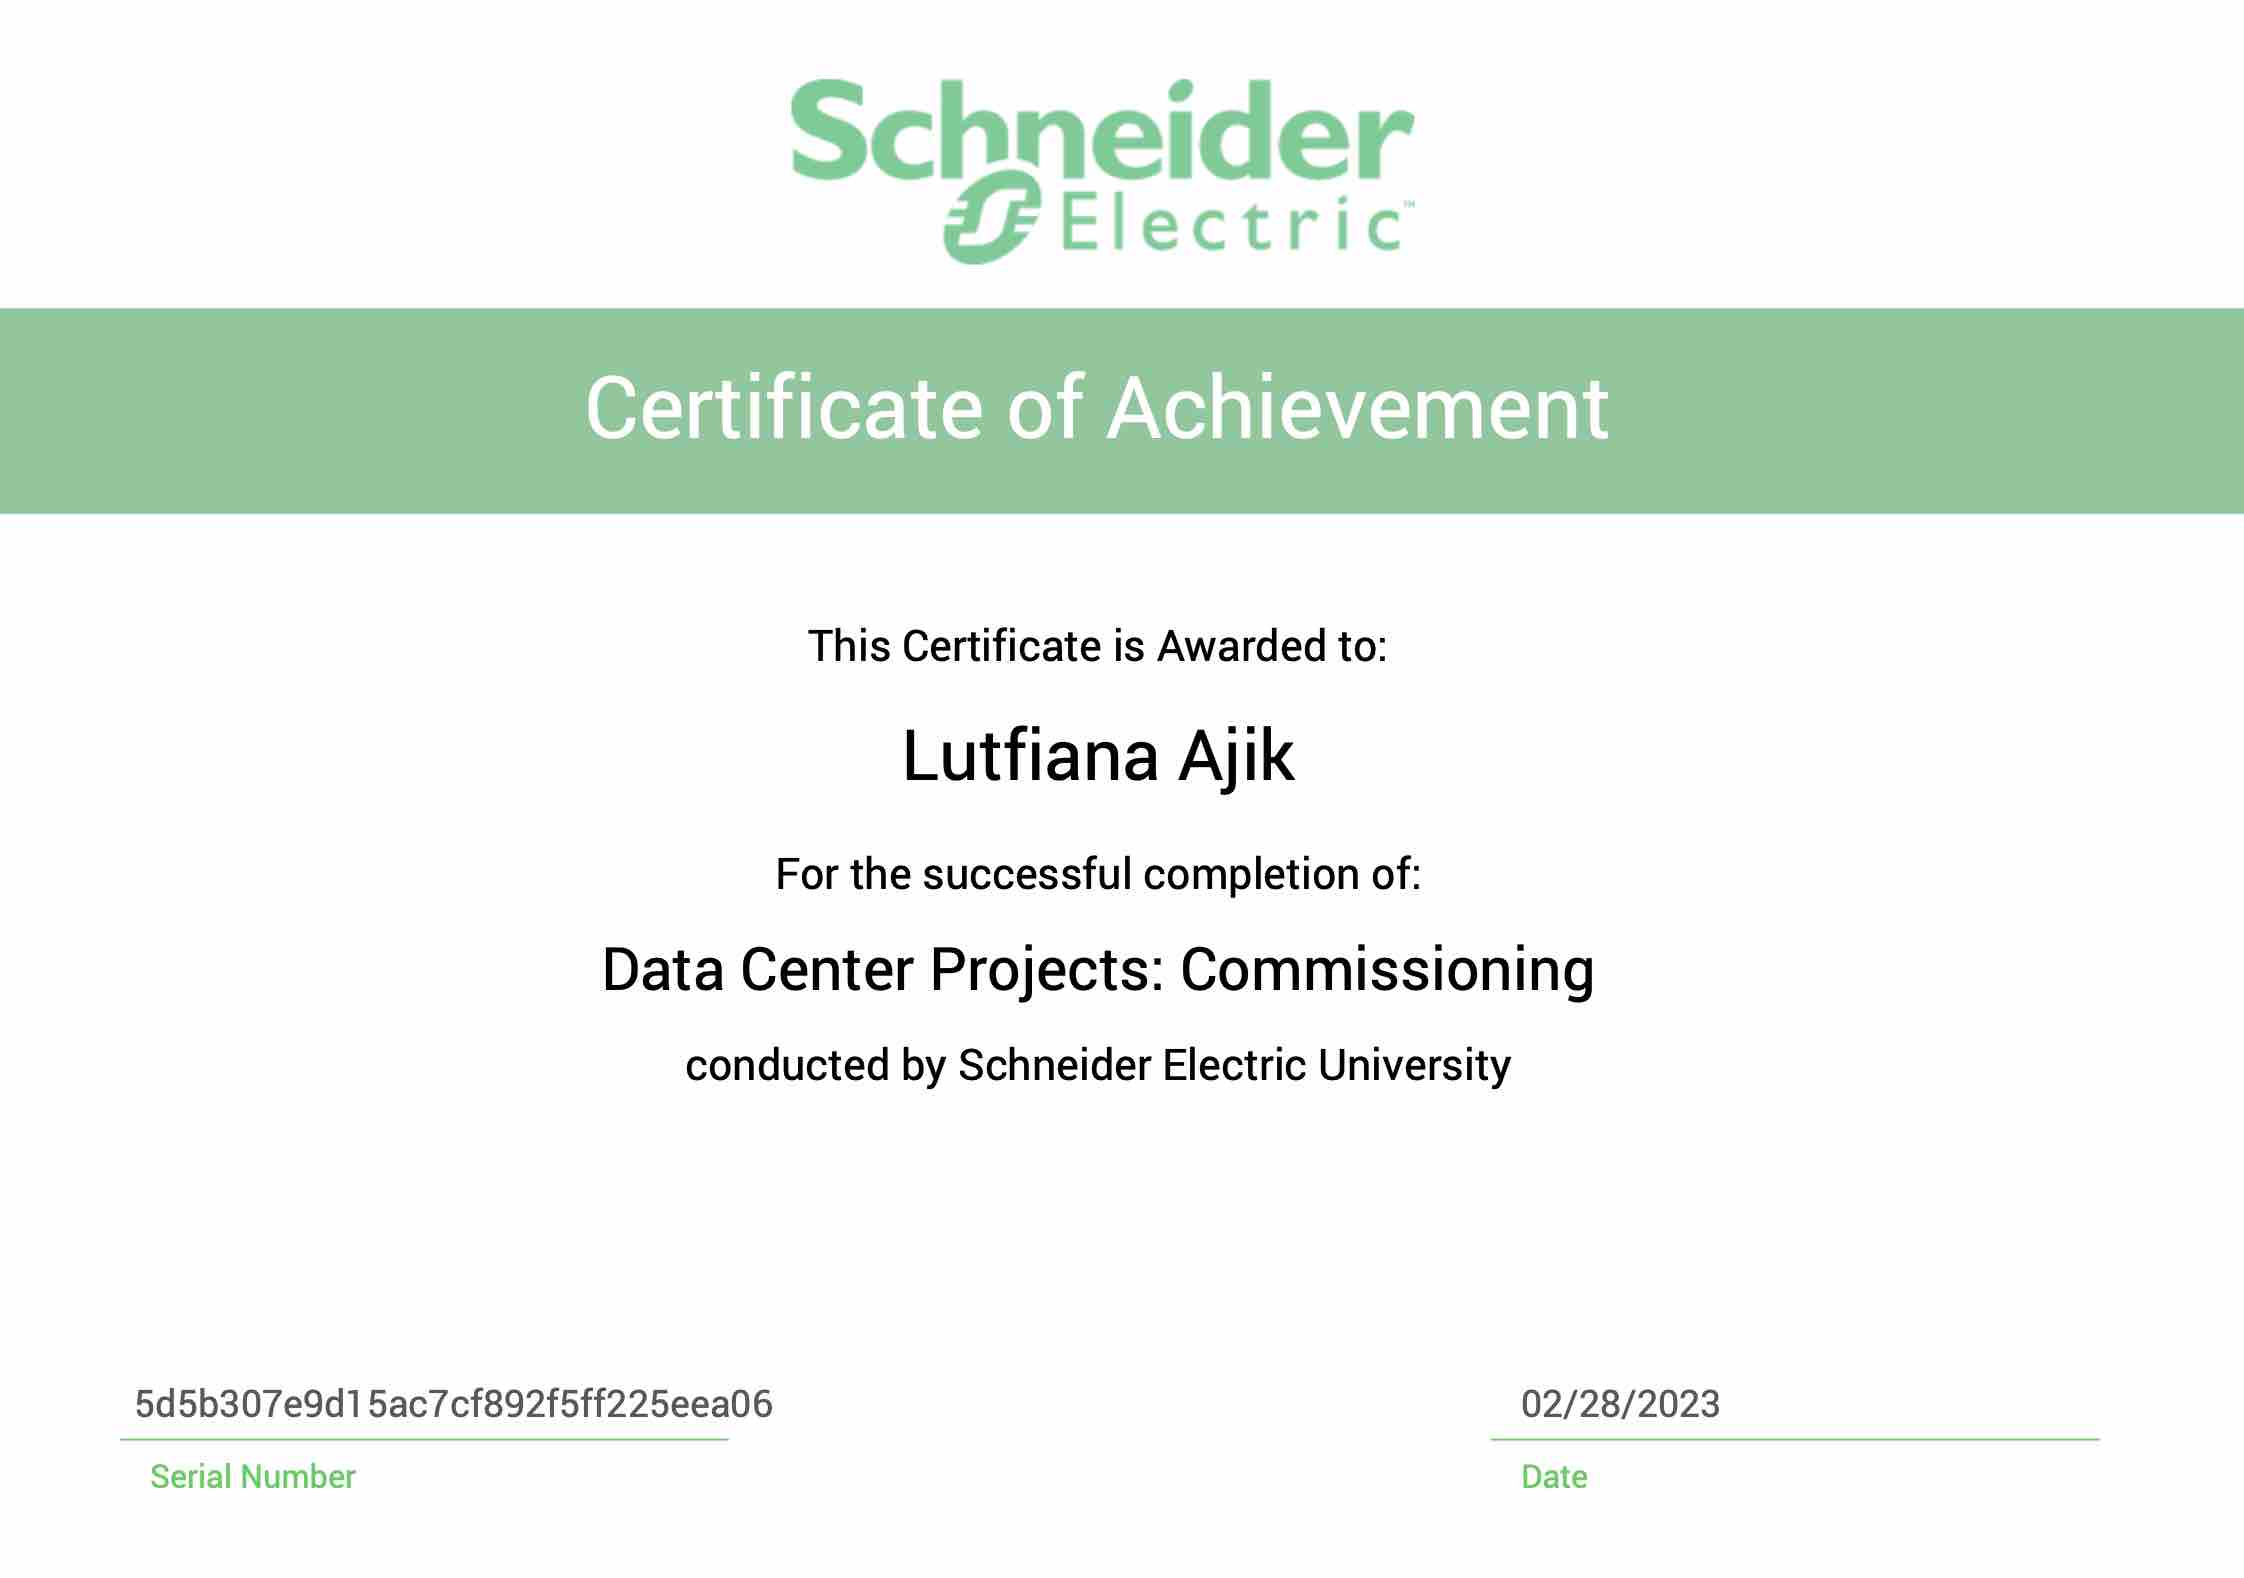 Schneider
Electric™
Certificate of Achievement
This Certificate is Awarded to:
Lutfiana Ajik
For the successful completion of:
Data Center Projects: Commissioning
conducted by Schneider Electric University
5d5b307e9d15ac7cf892f5ff225eea06
02/28/2023
Serial Number
Date